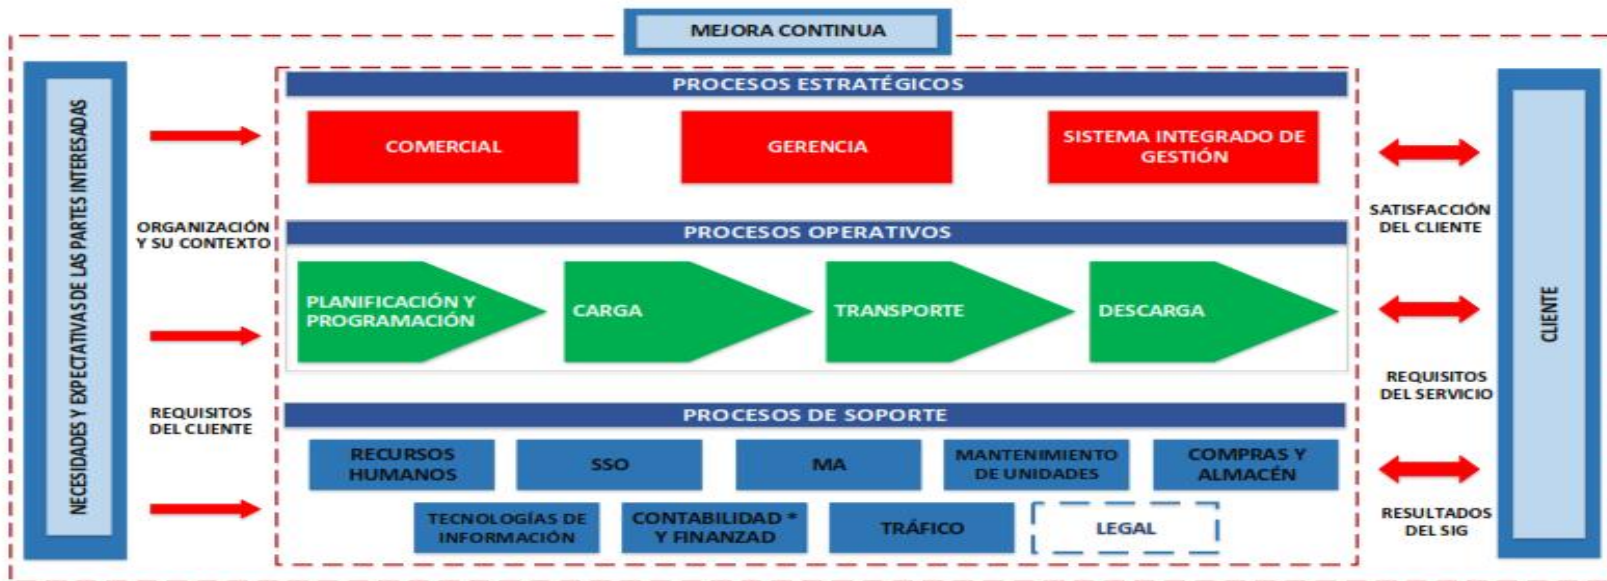 MEJORA CONTINUA
NECESIDADES Y EXPECTATIVAS DE LAS PARTES INTERESADAS
ORGANIZACIÓN
Y SU CONTEXTO
REQUISITOS
DEL CLIENTE
PROCESOS ESTRATÉGICOS
COMERCIAL
GERENCIA
SISTEMA INTEGRADO DE
GESTIÓN
PROCESOS OPERATIVOS
PLANIFICACIÓN Y
PROGRAMACIÓN
CARGA
TRANSPORTE
DESCARGA
PROCESOS DE SOPORTE
RECURSOS
HUMANOS
SSO
MA
MANTENIMIENTO
DE UNIDADES
COMPRAS Y
ALMACÉN
TECNOLOGÍAS DE
INFORMACIÓN
CONTABILIDAD *
Y FINANZAD
TRÁFICO
LEGAL
SATISFACCIÓN
DEL CLIENTE
REQUISITOS
DEL SERVICIO
RESULTADOS
DEL SIG
CLIENTE